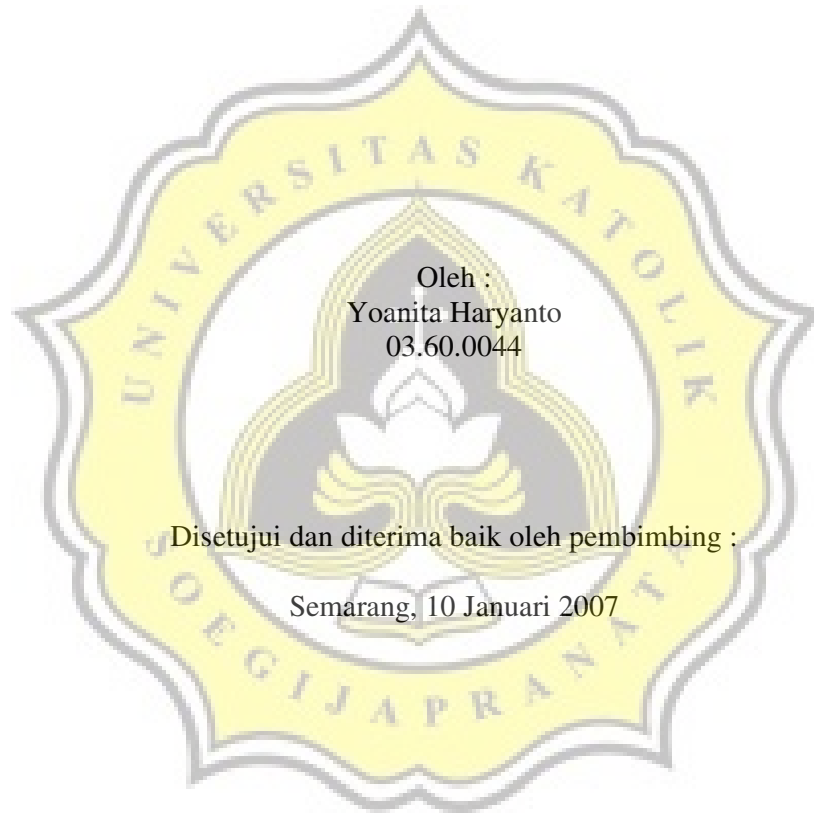 UNIVERSITAS KATOLIK
Oleh :
Yoanita Haryanto
03.60.0044
Disetujui dan diterima baik oleh pembimbing :
Semarang, 10 Januari 2007
SOEGIJAPRANATA